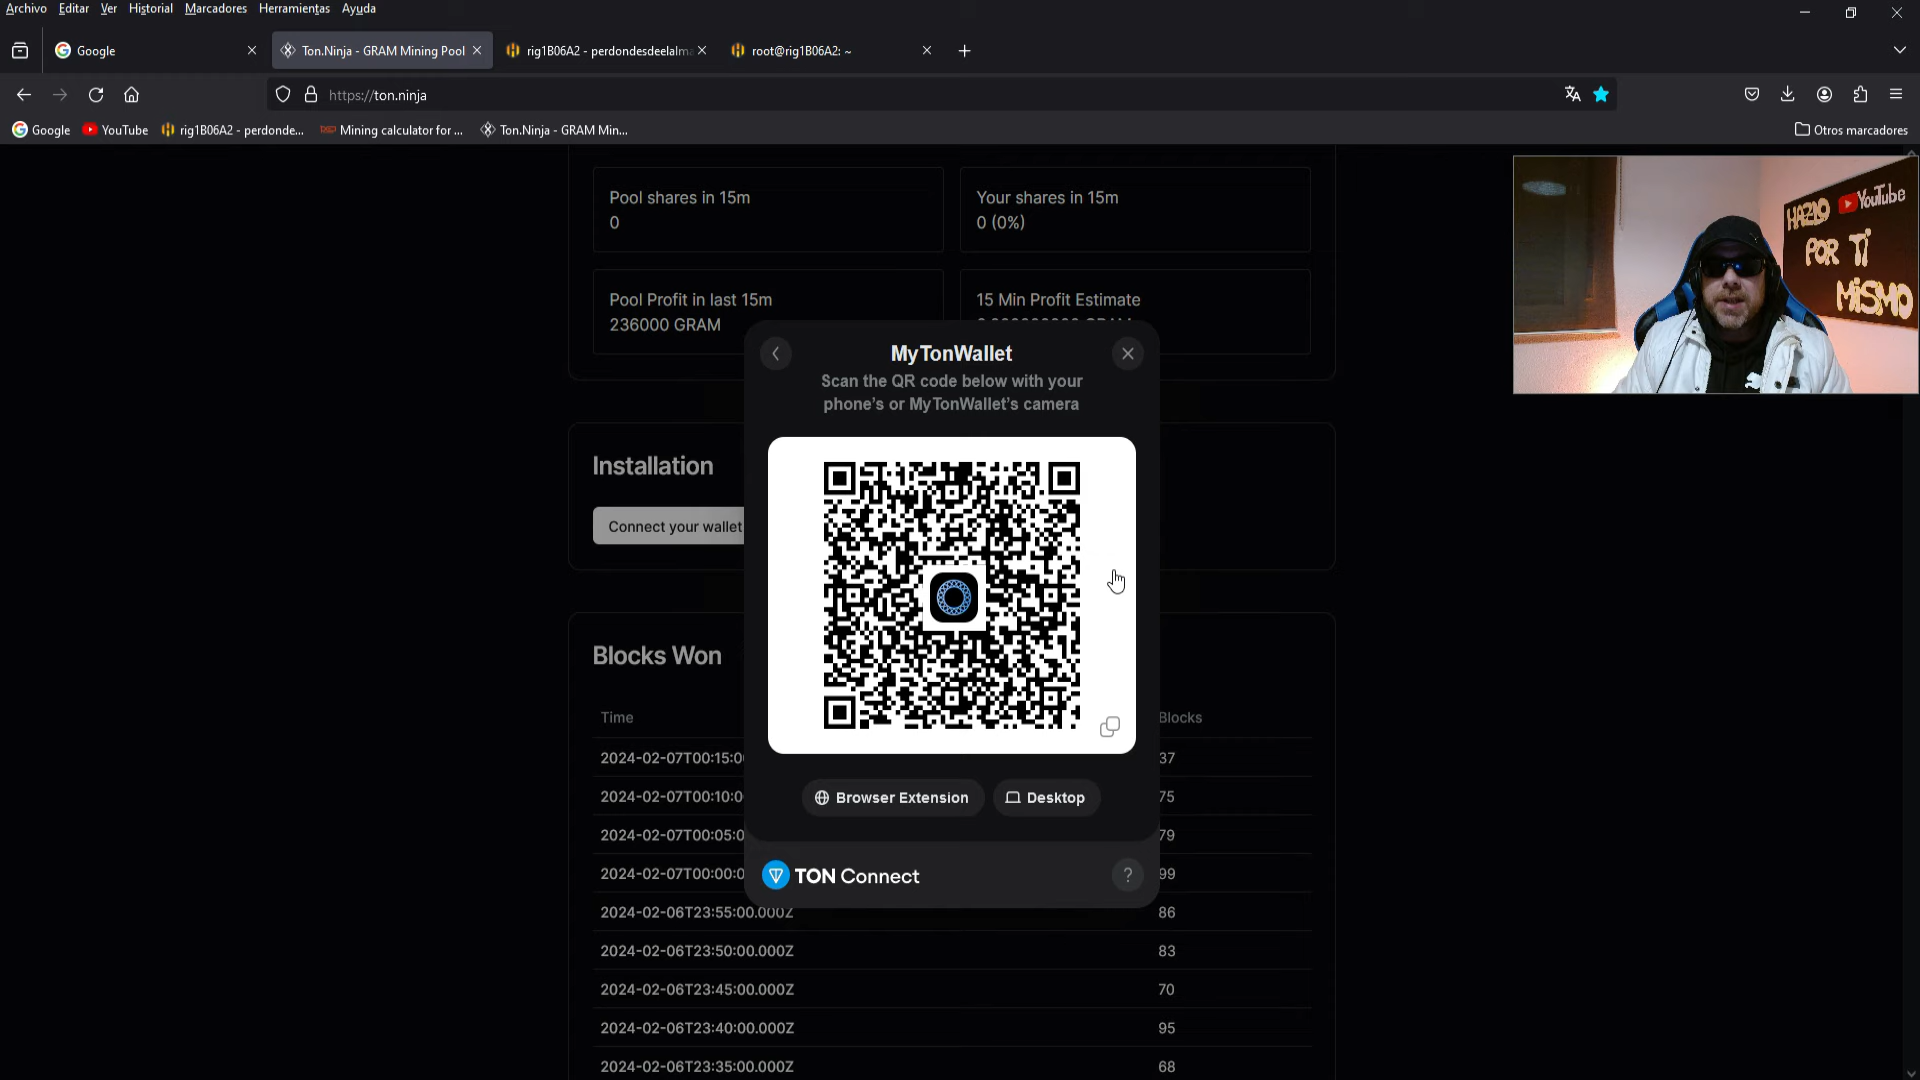 Archivo Editar Ver Historial Marcadores Herramientas Ayuda
Google
Ton.Ninja - GRAM Mining Pool
rig1B06A2 - perdondesdeelalma
root@rig1B06A2: ~
https://ton.ninja
Google YouTube rig1B06A2 - perdonde... Mining calculator for ... Ton.Ninja - GRAM Min... Otros marcadores
Pool shares in 15m
0
Your shares in 15m
0 (0%)
Pool Profit in last 15m
236000 GRAM
15 Min Profit Estimate
HAZLO YouTube
POR TI
MISMO
MyTonWallet
Scan the QR code below with your
phone's or MyTonWallet's camera
Installation
Connect your wallet
Browser Extension Desktop
TON Connect
?
Blocks Won
Time Blocks
2024-02-07T00:15:0 37
2024-02-07T00:10:0 75
2024-02-07T00:05:0 79
2024-02-07T00:00:0 99
2024-02-06T23:55:00.000Z 86
2024-02-06T23:50:00.000Z 83
2024-02-06T23:45:00.000Z 70
2024-02-06T23:40:00.000Z 95
2024-02-06T23:35:00.000Z 68